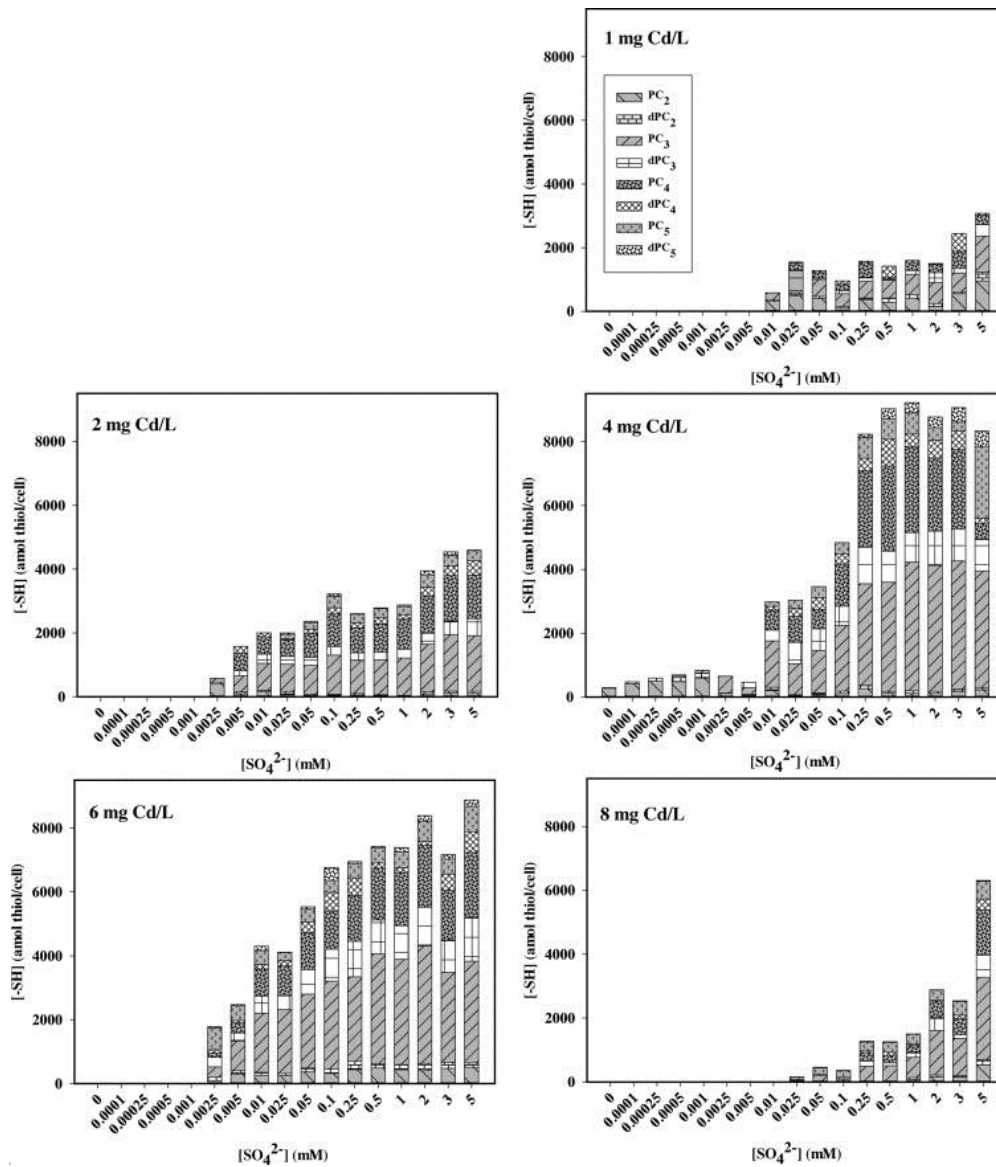 1 mg Cd/L
8000
6000
4000
2000
0
[-SH] (amol thiol/cell)
PC2
dPC2
PC3
dPC3
PC4
dPC4
PC5
dPC5
0 0.0001 0.00025 0.0005 0.001 0.0025 0.005 0.01 0.025 0.05 0.1 0.25 0.5 1 2 3 5
[SO4 2-] (mM)
2 mg Cd/L
8000
6000
4000
2000
0
[-SH] (amol thiol/cell)
0 0.0001 0.00025 0.0005 0.001 0.0025 0.005 0.01 0.025 0.05 0.1 0.25 0.5 1 2 3 5
[SO4 2-] (mM)
4 mg Cd/L
8000
6000
4000
2000
0
[-SH] (amol thiol/cell)
0 0.0001 0.00025 0.0005 0.001 0.0025 0.005 0.01 0.025 0.05 0.1 0.25 0.5 1 2 3 5
[SO4 2-] (mM)
6 mg Cd/L
8000
6000
4000
2000
0
[-SH] (amol thiol/cell)
0 0.0001 0.00025 0.0005 0.001 0.0025 0.005 0.01 0.025 0.05 0.1 0.25 0.5 1 2 3 5
[SO4 2-] (mM)
8 mg Cd/L
8000
6000
4000
2000
0
[-SH] (amol thiol/cell)
0 0.0001 0.00025 0.0005 0.001 0.0025 0.005 0.01 0.025 0.05 0.1 0.25 0.5 1 2 3 5
[SO4 2-] (mM)